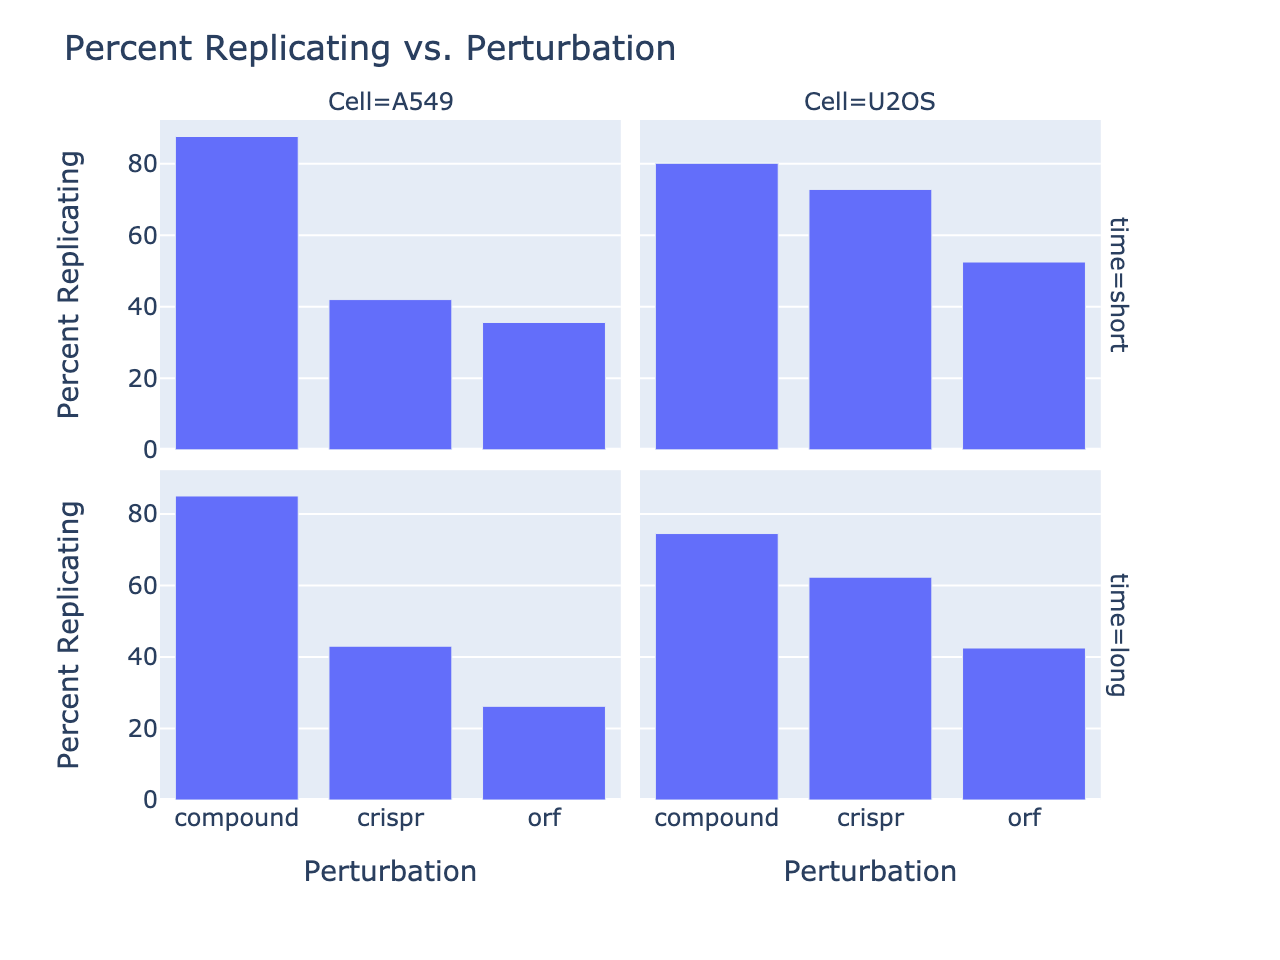 Percent Replicating vs. Perturbation
Cell=A549
Cell=U2OS
Percent Replicating
80
60
40
20
0
time=short
Percent Replicating
80
60
40
20
0
time=long
compound
crispr
orf
compound
crispr
orf
Perturbation
Perturbation